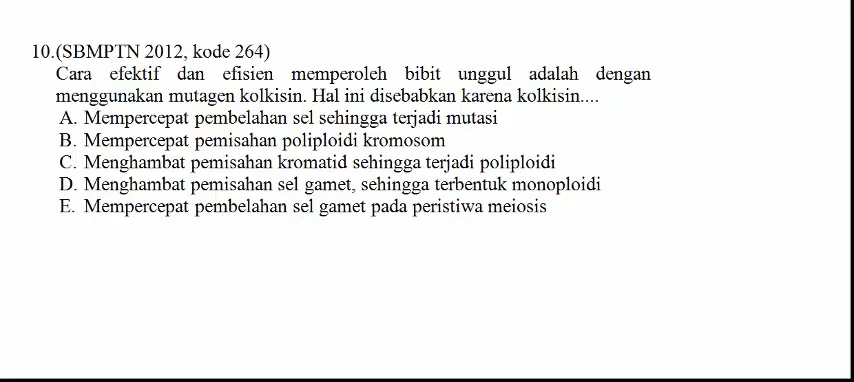 10.(SBMPTN 2012, kode 264)
Cara efektif dan efisien memperoleh bibit unggul adalah dengan
menggunakan mutagen kolkisin. Hal ini disebabkan karena kolkisin....
A. Mempercepat pembelahan sel sehingga terjadi mutasi
B. Mempercepat pemisahan poliploidi kromosom
C. Menghambat pemisahan kromatid sehingga terjadi poliploidi
D. Menghambat pemisahan sel gamet, sehingga terbentuk monoploidi
E. Mempercepat pembelahan sel gamet pada peristiwa meiosis